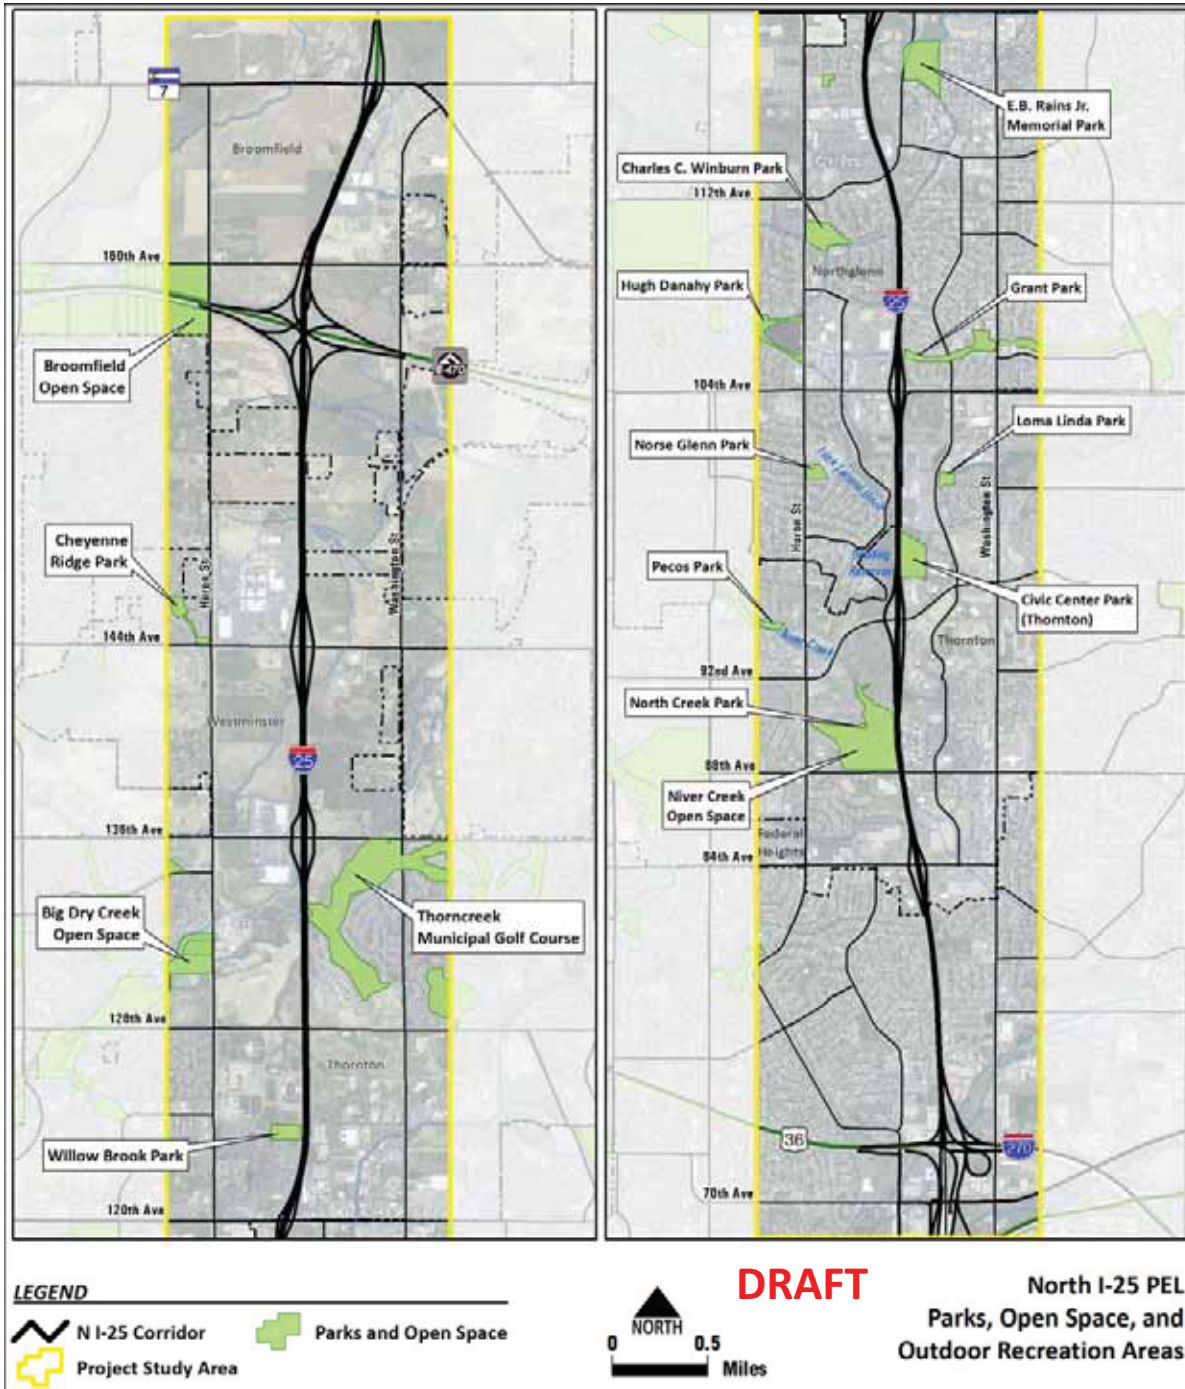 7
Broomfield
160th Ave
Broomfield
Open Space
E-470
Cheyenne
Ridge Park
Huron St
Washington St
144th Ave
Westminster
25
136th Ave
Big Dry Creek
Open Space
Thorncreek
Municipal Golf Course
128th Ave
Thornton
Willow Brook Park
120th Ave
E.B. Rains Jr.
Memorial Park
Charles C. Winburn Park
112th Ave
Northglenn
Hugh Danahy Park
25
Grant Park
104th Ave
Norse Glenn Park
Loma Linda Park
Huron St
Washington St
Pecos Park
Civic Center Park
(Thornton)
Thornton
92nd Ave
North Creek Park
88th Ave
Niver Creek
Open Space
Federal
Heights
84th Ave
36
270
70th Ave
LEGEND
N I-25 Corridor
Parks and Open Space
Project Study Area
NORTH
0 0.5
Miles
DRAFT
North I-25 PEL
Parks, Open Space, and
Outdoor Recreation Areas